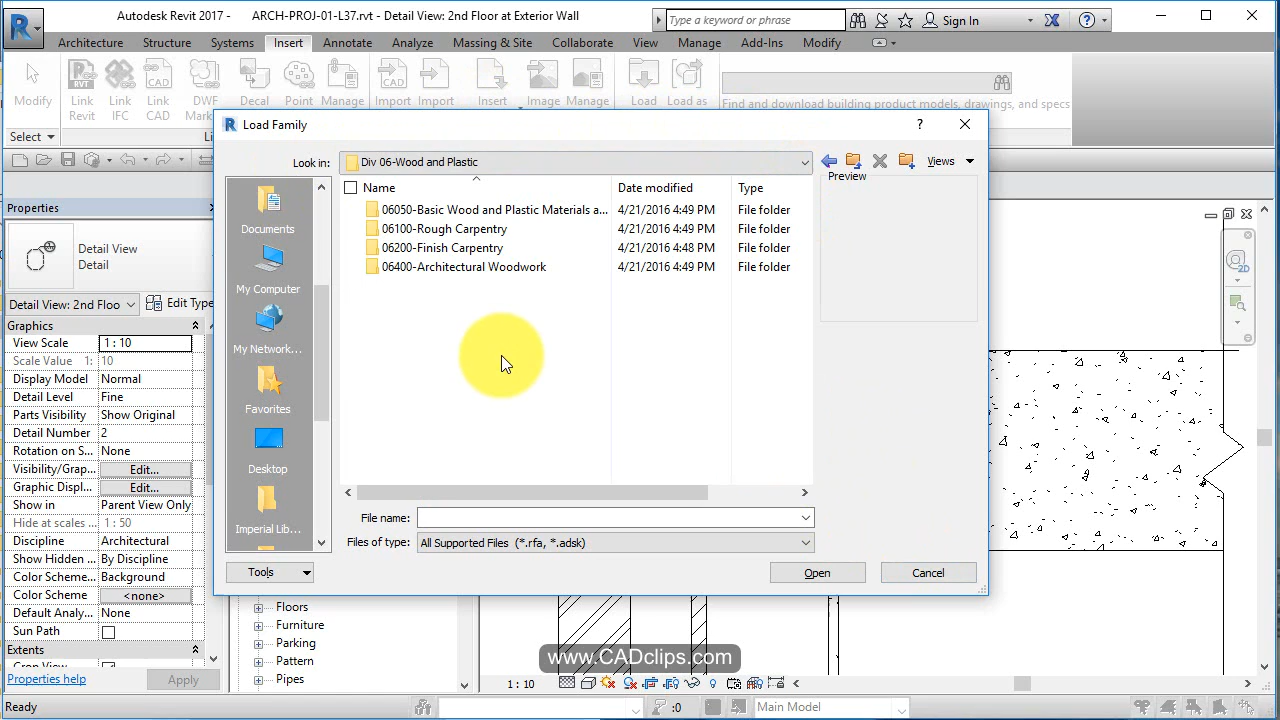 Autodesk Revit 2017 - ARCH-PROJ-01-L37.rvt - Detail View: 2nd Floor at Exterior Wall
Type a keyword or phrase
Sign In
Architecture Structure Systems Insert Annotate Analyze Massing & Site Collaborate View Manage Add-Ins Modify
Modify
Link RVT
Revit
Link IFC
IFC
Link CAD
CAD
DWF Mark
Decal
Point
Manage
Import CAD
Import
Insert
Image
Manage
Load
Load as
Find and download building product models, drawings, and specs
Select
Load Family
Look in: Div 06-Wood and Plastic
Views
Preview
Name Date modified Type
06050-Basic Wood and Plastic Materials a... 4/21/2016 4:49 PM File folder
06100-Rough Carpentry 4/21/2016 4:49 PM File folder
06200-Finish Carpentry 4/21/2016 4:48 PM File folder
06400-Architectural Woodwork 4/21/2016 4:49 PM File folder
Documents
My Computer
My Network...
Favorites
Desktop
Imperial Lib...
File name:
Files of type: All Supported Files (*.rfa, *.adsk)
Tools
Open
Cancel
Properties
Detail View
Detail
Detail View: 2nd Floo
Edit Type
Graphics
View Scale 1 : 10
Scale Value 1: 10
Display Model Normal
Detail Level Fine
Parts Visibility Show Original
Detail Number 2
Rotation on S... None
Visibility/Grap... Edit...
Graphic Displ... Edit...
Show in Parent View Only
Hide at scales ... 1 : 50
Discipline Architectural
Show Hidden ... By Discipline
Color Scheme... Background
Color Scheme <none>
Default Analy... None
Sun Path
Extents
Properties help
Apply
Floors
Furniture
Parking
Pattern
Pipes
2D
www.CADclips.com
1 : 10
Ready
:0
Main Model